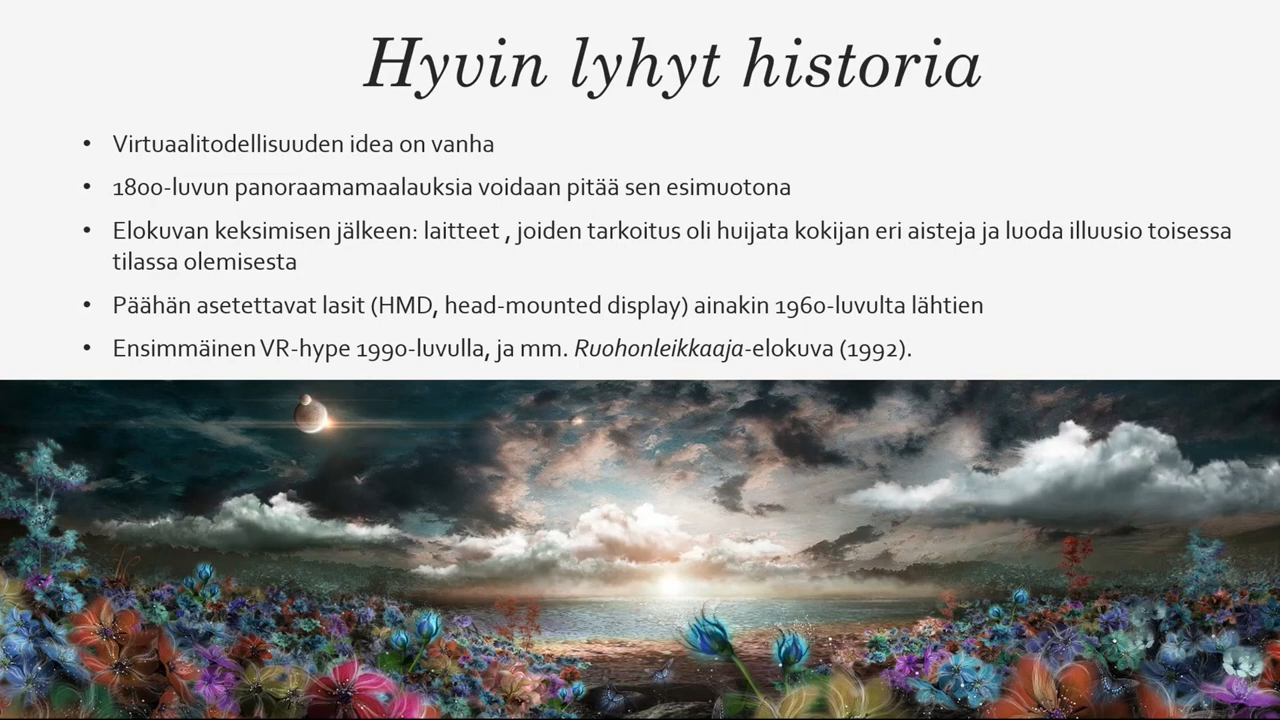 Hyvin lyhyt historia
• Virtuaalitodellisuuden idea on vanha
• 1800-luvun panoraamamaalauksia voidaan pitää sen esimuotona
• Elokuvan keksimisen jälkeen: laitteet , joiden tarkoitus oli huijata kokijan eri aisteja ja luoda illuusio toisessa
tilassa olemisesta
• Päähän asetettavat lasit (HMD, head-mounted display) ainakin 1960-luvulta lähtien
• Ensimmäinen VR-hype 1990-luvulla, ja mm. Ruohonleikkaaja-elokuva (1992).